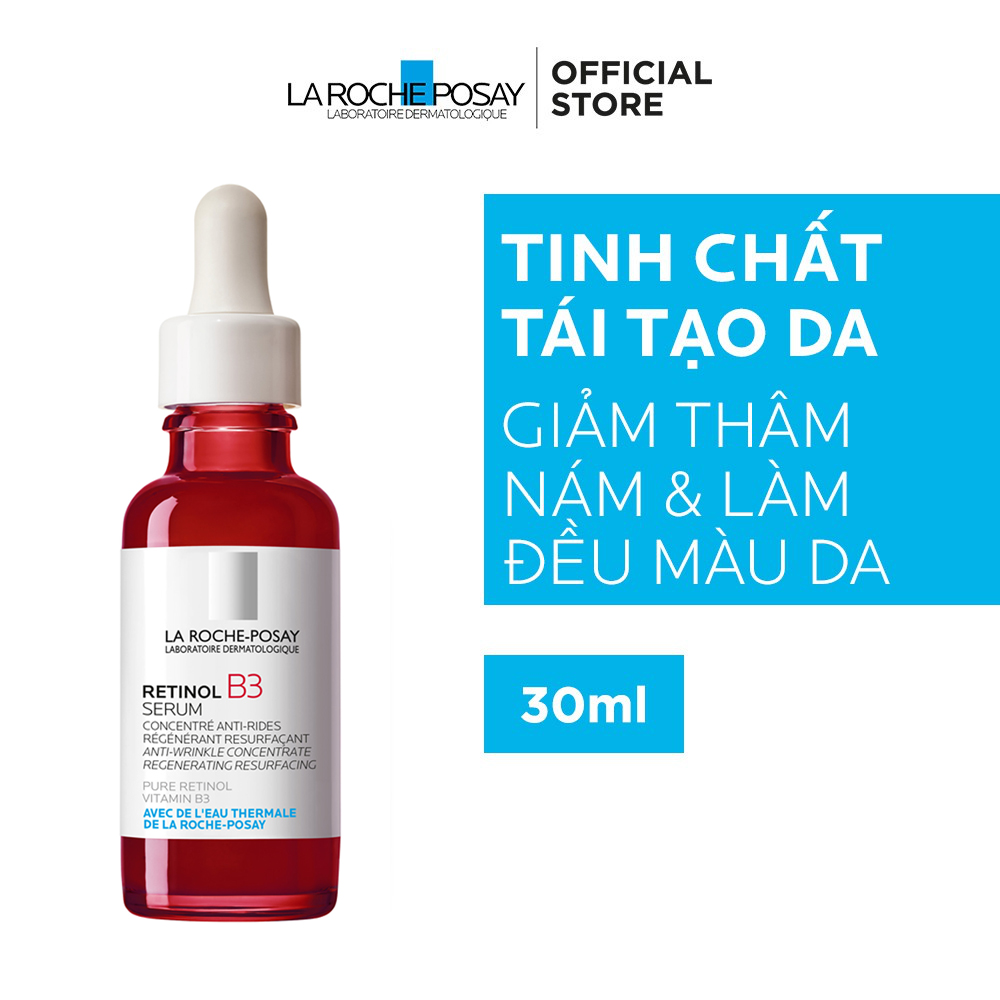 LA ROCHE POSAY
LABORATOIRE DERMATOLOGIQUE
OFFICIAL
STORE
TINH CHẤT
TÁI TẠO DA
GIẢM THÂM
NÁM & LÀM
ĐỀU MÀU DA
30ml
LA ROCHE-POSAY
LABORATOIRE DERMATOLOGIQUE
RETINOL B3
SERUM
CONCENTRÉ ANTI-RIDES
RÉGÉNÉRANT RESURFAÇANT
ANTI-WRINKLE CONCENTRATE
REGENERATING RESURFACING
PURE RETINOL
VITAMIN B3
AVEC DE L'EAU THERMALE
DE LA ROCHE-POSAY